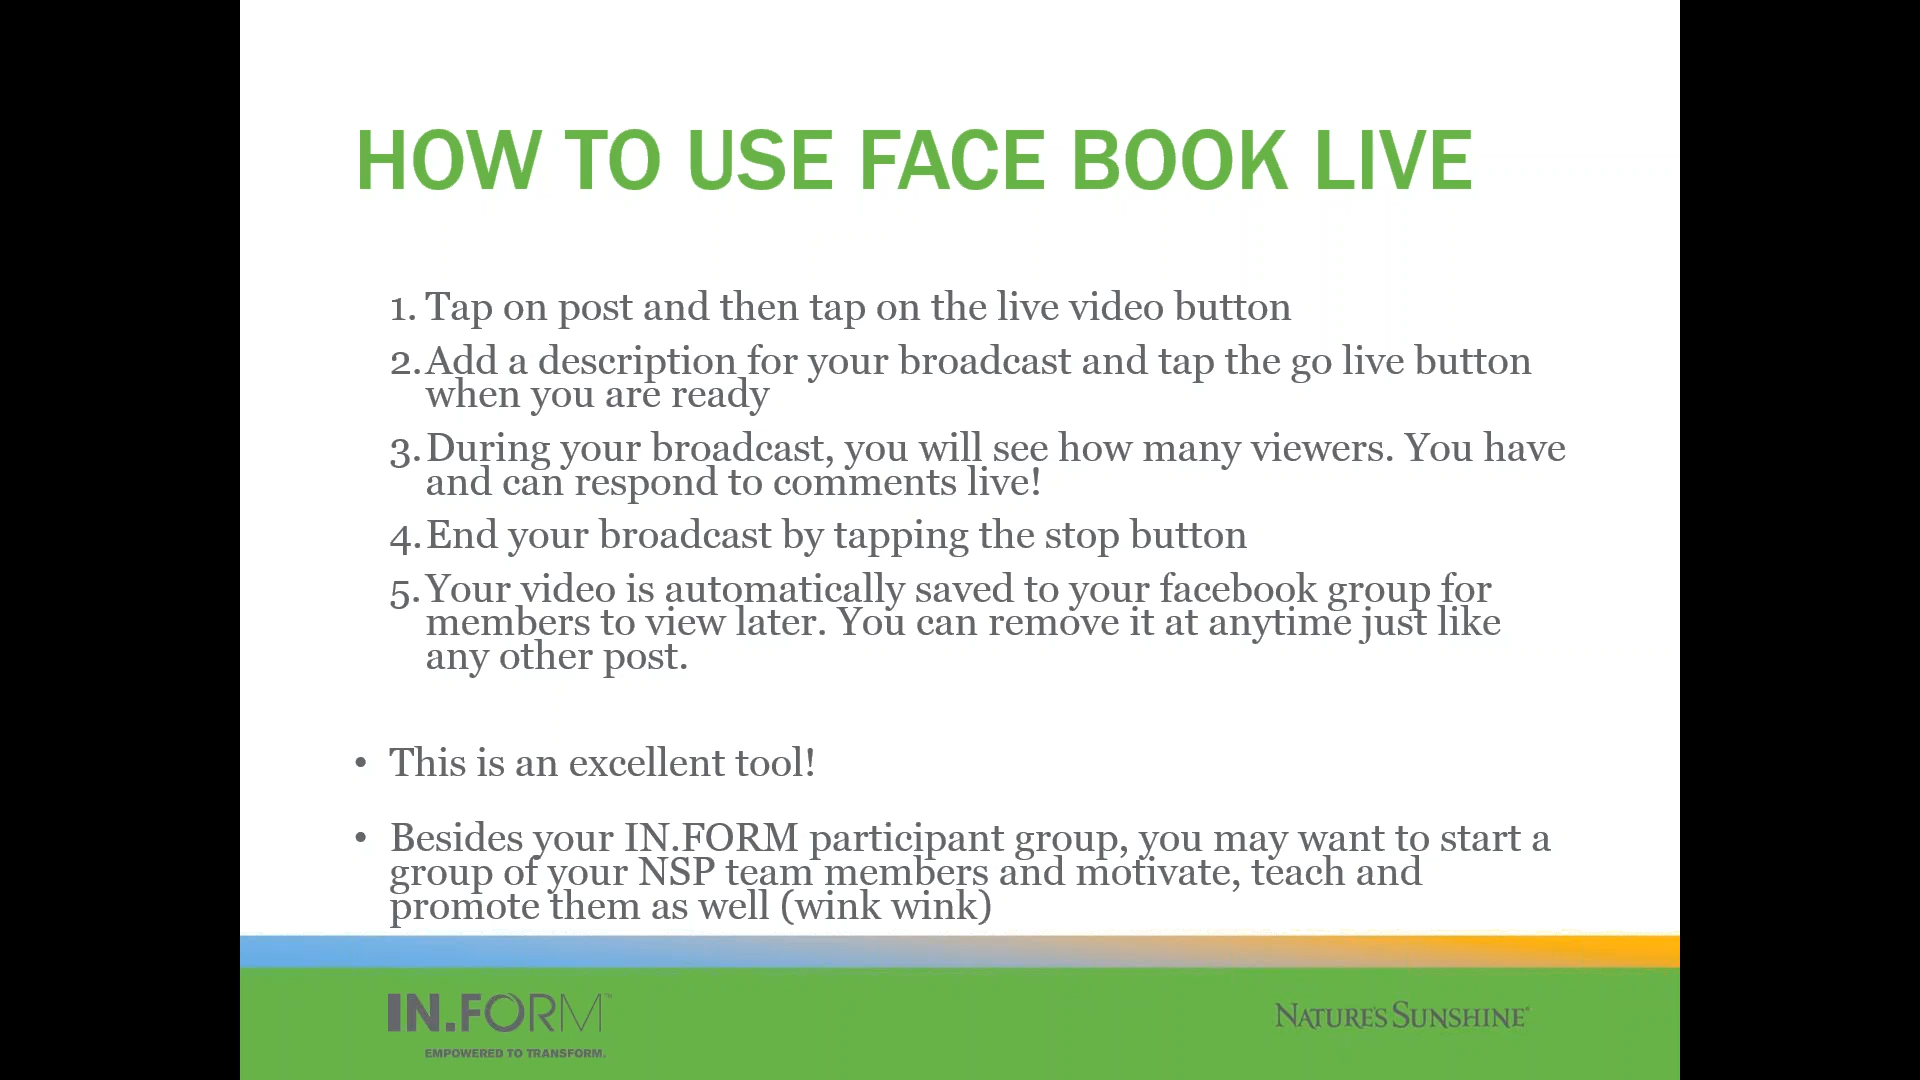 HOW TO USE FACE BOOK LIVE
1. Tap on post and then tap on the live video button
2. Add a description for your broadcast and tap the go live button
when you are ready
3. During your broadcast, you will see how many viewers. You have
and can respond to comments live!
4. End your broadcast by tapping the stop button
5. Your video is automatically saved to your facebook group for
members to view later. You can remove it at anytime just like
any other post.
• This is an excellent tool!
• Besides your IN.FORM participant group, you may want to start a
group of your NSP team members and motivate, teach and
promote them as well (wink wink)
IN.FORM™
EMPOWERED TO TRANSFORM.
NATURE'S SUNSHINE®